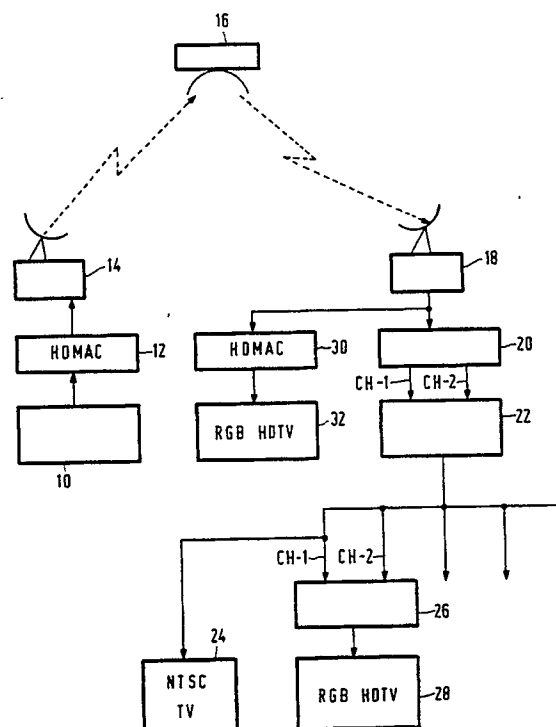 16
14
18
HDMAC
12
HDMAC
30
20
CH-1
CH-2
RGB HDTV
32
22
10
CH-1
CH-2
26
24
NTSC
TV
RGB HDTV
28